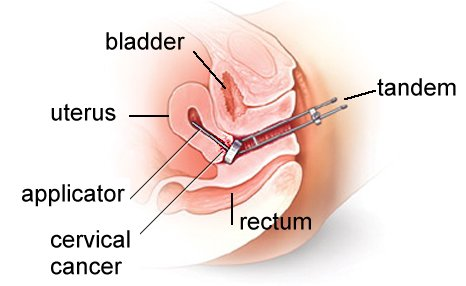 bladder
tandem
uterus
applicator
rectum
cervical
cancer